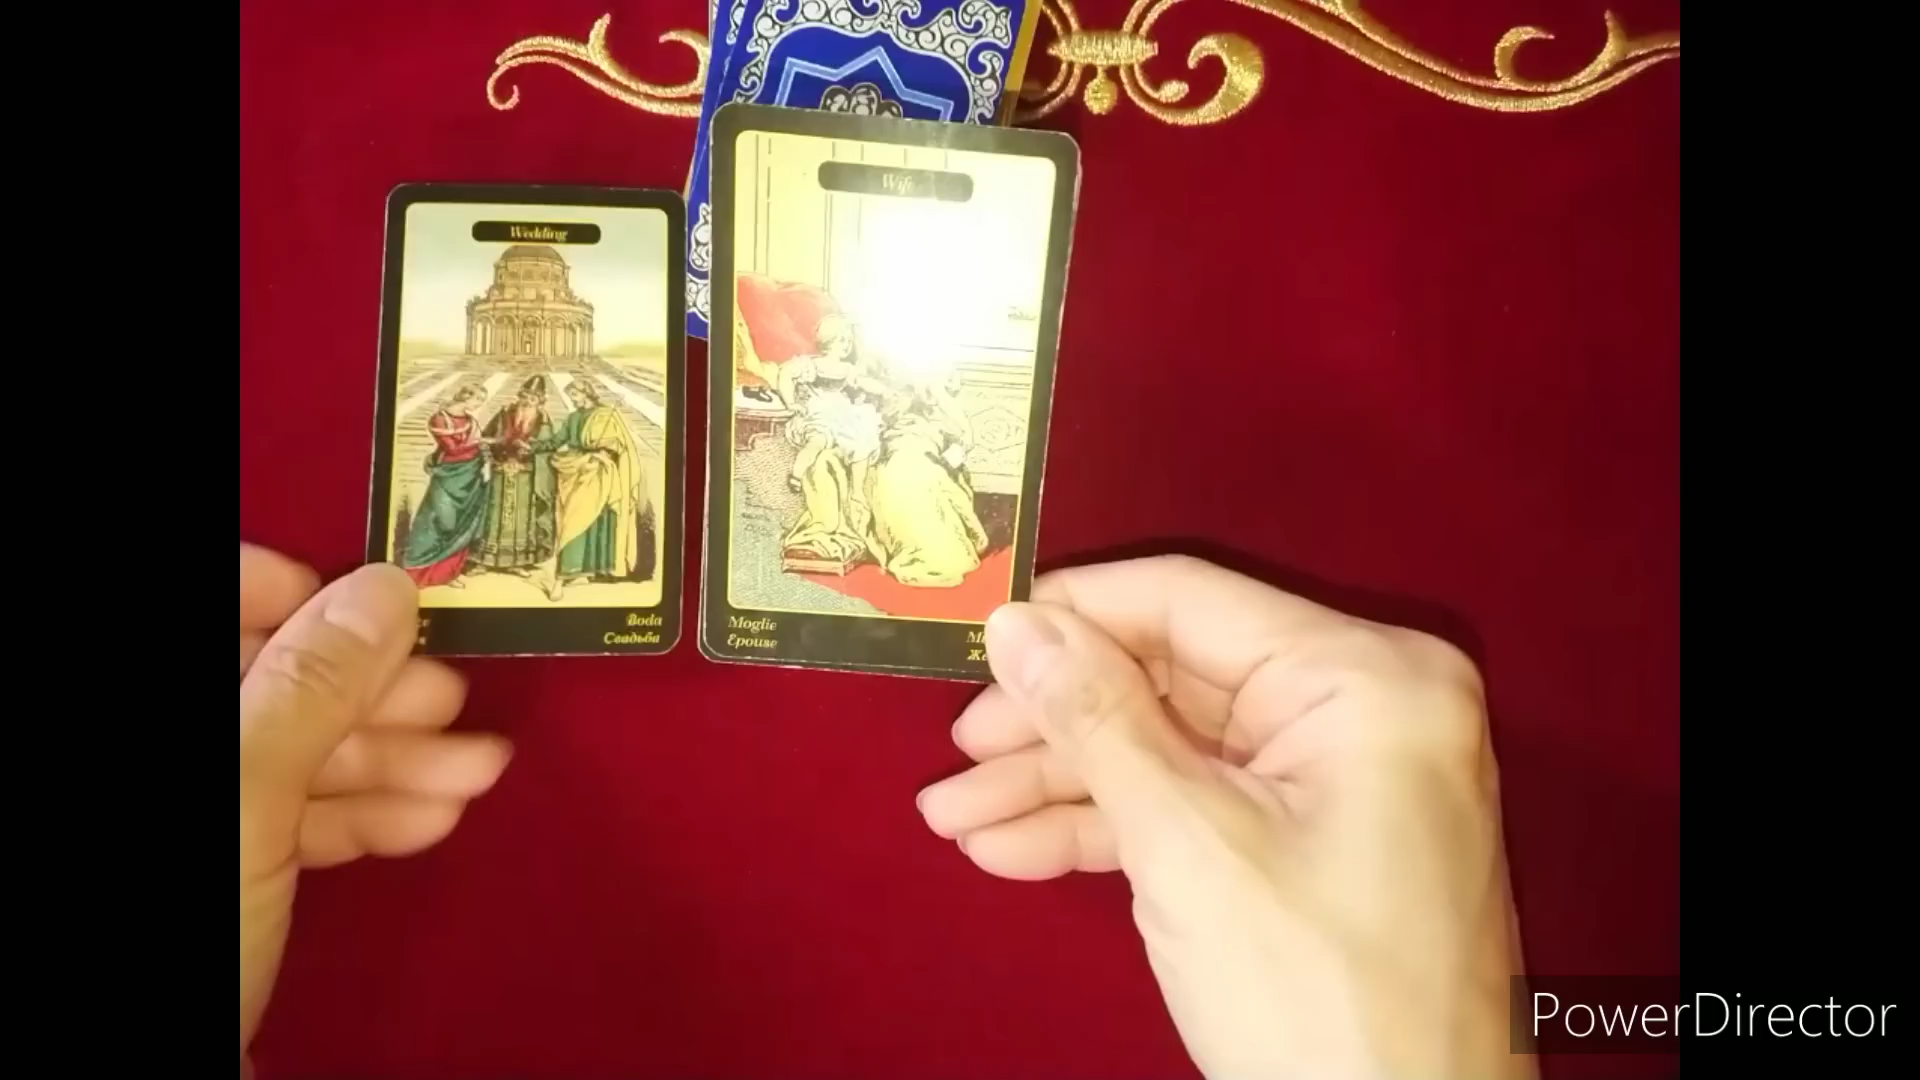 Wedding
Boda
Свадьба
Wife
Moglie
Epouse
PowerDirector